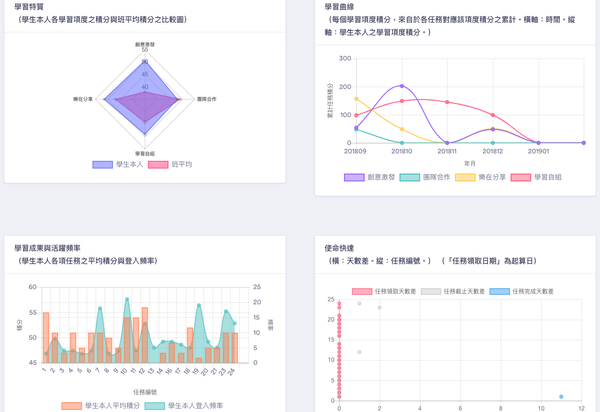 學習特質
(學生本人各學習項度之積分與班平均積分之比較圖)
創意激發
55
50
45
40
樂在分享
團隊合作
學習自組
學生本人
班平均
學習曲線
(每個學習項度積分，來自於各任務對應該項度積分之累計。橫軸：時間。縱
軸：學生本人之學習項度積分。)
300
200
100
0
累計任務積分
201809
201810
201811
201812
201901
年月
創意激發
團隊合作
樂在分享
學習自組
學習成果與活躍頻率
(學生本人各項任務之平均積分與登入頻率)
60
55
50
45
積分
25
20
15
10
5
0
頻率
1 2 3 4 5 6 7 8 9 10 11 12 13 14 15 16 17 18 19 20 21 22 23 24
任務編號
學生本人平均積分
學生本人登入頻率
使命快達
(橫：天數差。縱：任務編號。) (「任務領取日期」為起算日)
任務領取天數差
任務截止天數差
任務完成天數差
25
20
15
10
5
0
0 2 4 6 8 10 12